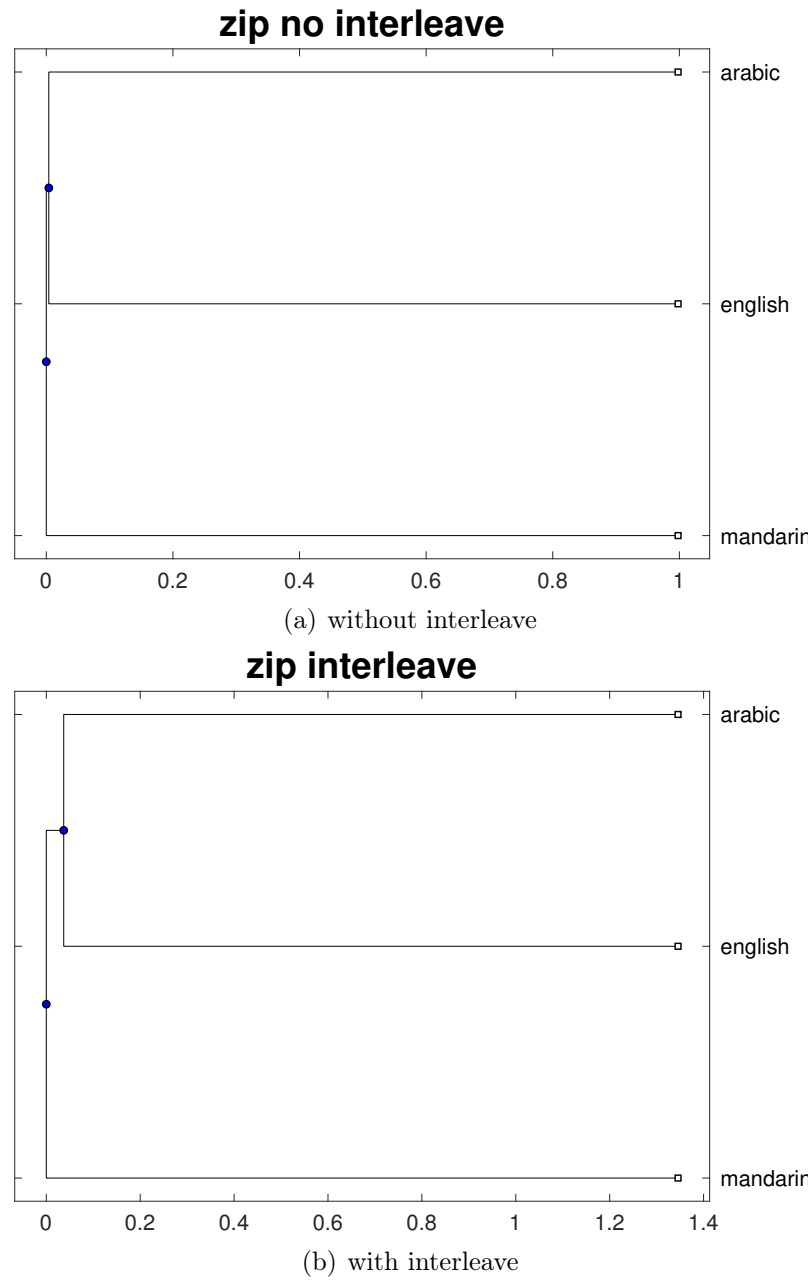 zip no interleave
arabic
english
mandarin
0 0.2 0.4 0.6 0.8 1
(a) without interleave
zip interleave
arabic
english
mandarin
0 0.2 0.4 0.6 0.8 1 1.2 1.4
(b) with interleave